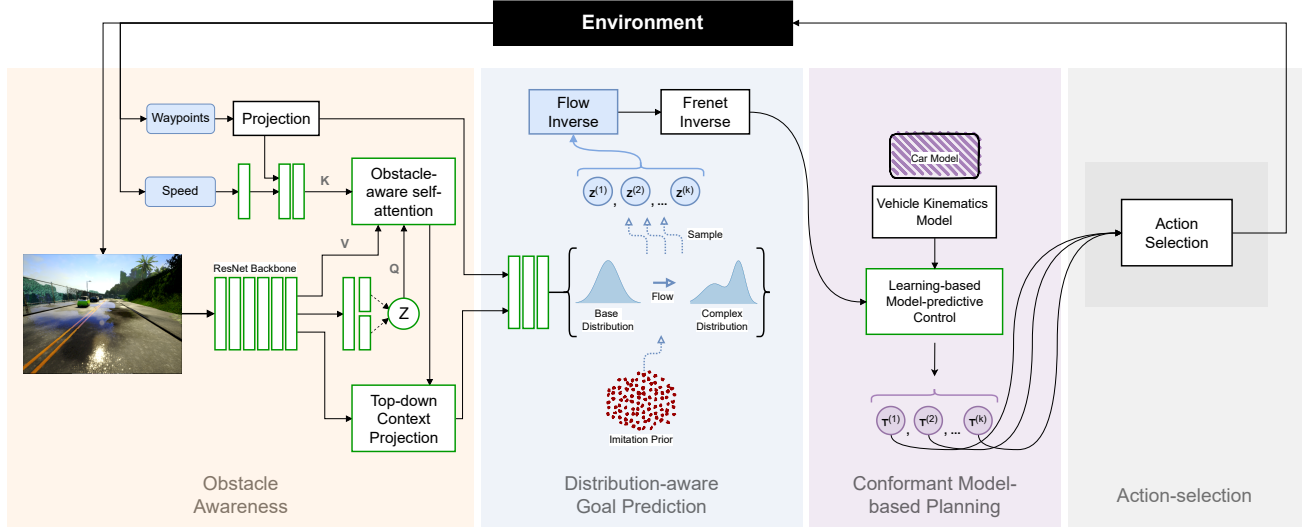 Environment
Waypoints
Projection
Speed
K
Obstacle-
aware self-
attention
V
Q
ResNet Backbone
Z
Top-down
Context
Projection
Obstacle
Awareness
Flow
Inverse
Frenet
Inverse
z(1) , z(2) , ... z(k)
Sample
Flow
Base
Distribution
Complex
Distribution
Imitation Prior
Distribution-aware
Goal Prediction
Car Model
Vehicle Kinematics
Model
Learning-based
Model-predictive
Control
T(1) , T(2) , ... T(k)
Conformant Model-
based Planning
Action
Selection
Action-selection